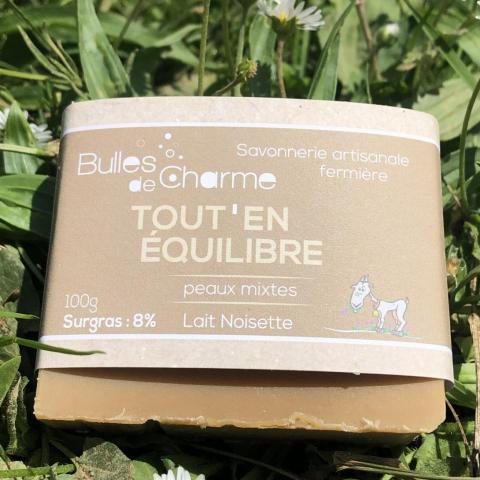 Bulles
de Charme
Savonnerie artisanale
fermière
TOUT'EN
ÉQUILIBRE
peaux mixtes
100g
Surgras : 8%
Lait Noisette